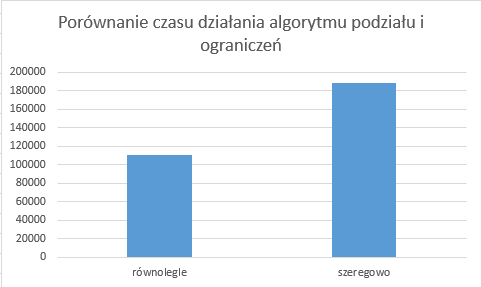 Porównanie czasu działania algorytmu podziału i
ograniczeń
200000
180000
160000
140000
120000
100000
80000
60000
40000
20000
0
równolegle
szeregowo